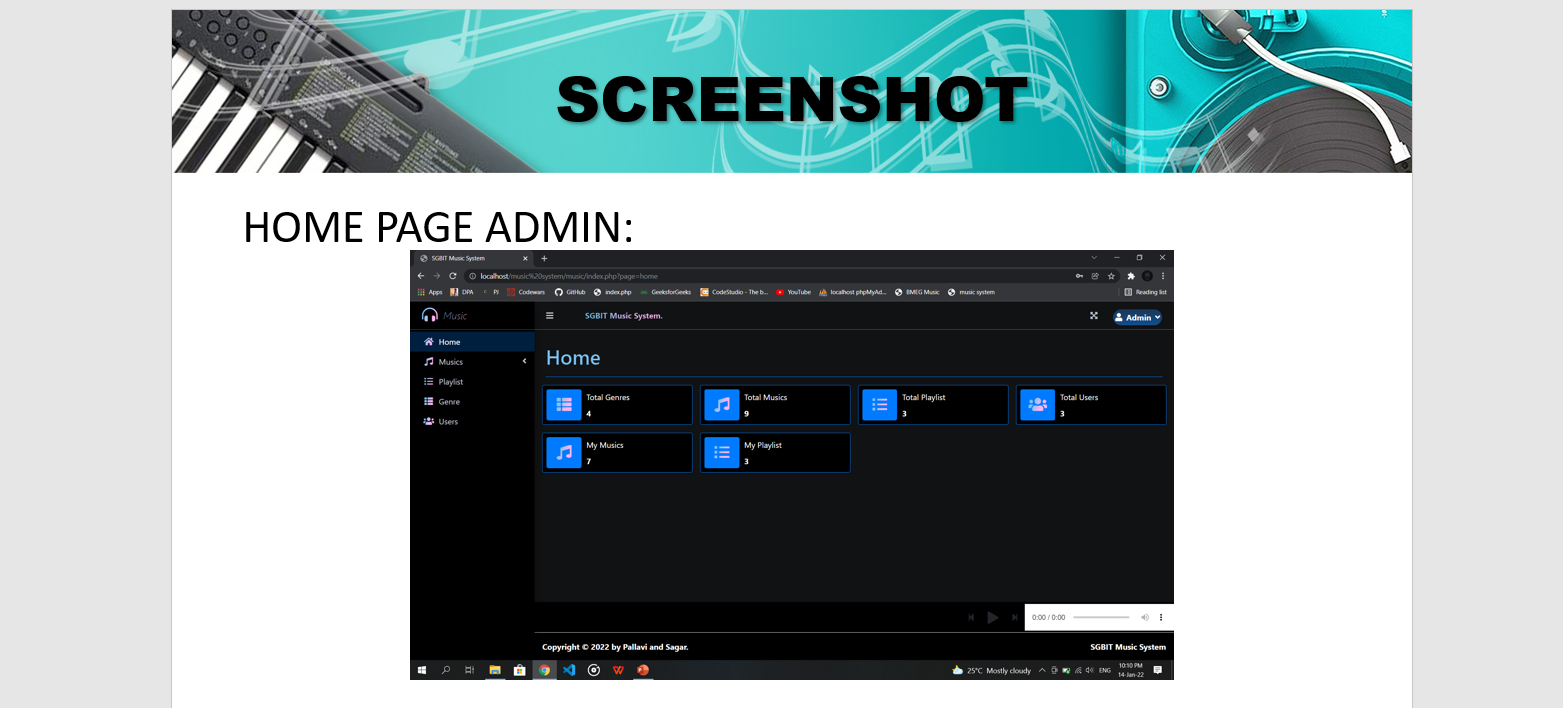 SCREENSHOT
HOME PAGE ADMIN:
SGBIT Music System
localhost/music%20system/music/index.php?page=home
Apps DPA PJ Codewars GitHub index.php GeeksforGeeks CodeStudio - The b... YouTube localhost phpMyAd... BMEG Music music system Reading list
Music SGBIT Music System. Admin
Home
Musics
Playlist
Genre
Users
Home
Total Genres
4
Total Musics
9
Total Playlist
3
Total Users
3
My Musics
7
My Playlist
3
0:00 / 0:00
Copyright © 2022 by Pallavi and Sagar. SGBIT Music System
25°C Mostly cloudy ENG
10:10 PM
14-Jan-22